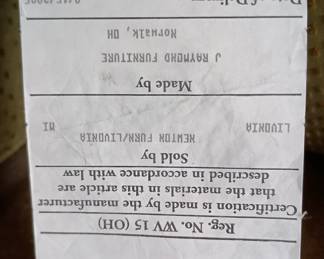 Reg. No. WV 15 (OH)
Certification is made by the manufacturer
that the materials in this article are
described in accordance with law
Sold by
NEWTON FURN/LIVONIA
LIVONIA MI
Made by
J RAYMOND FURNITURE
NORWALK, OH